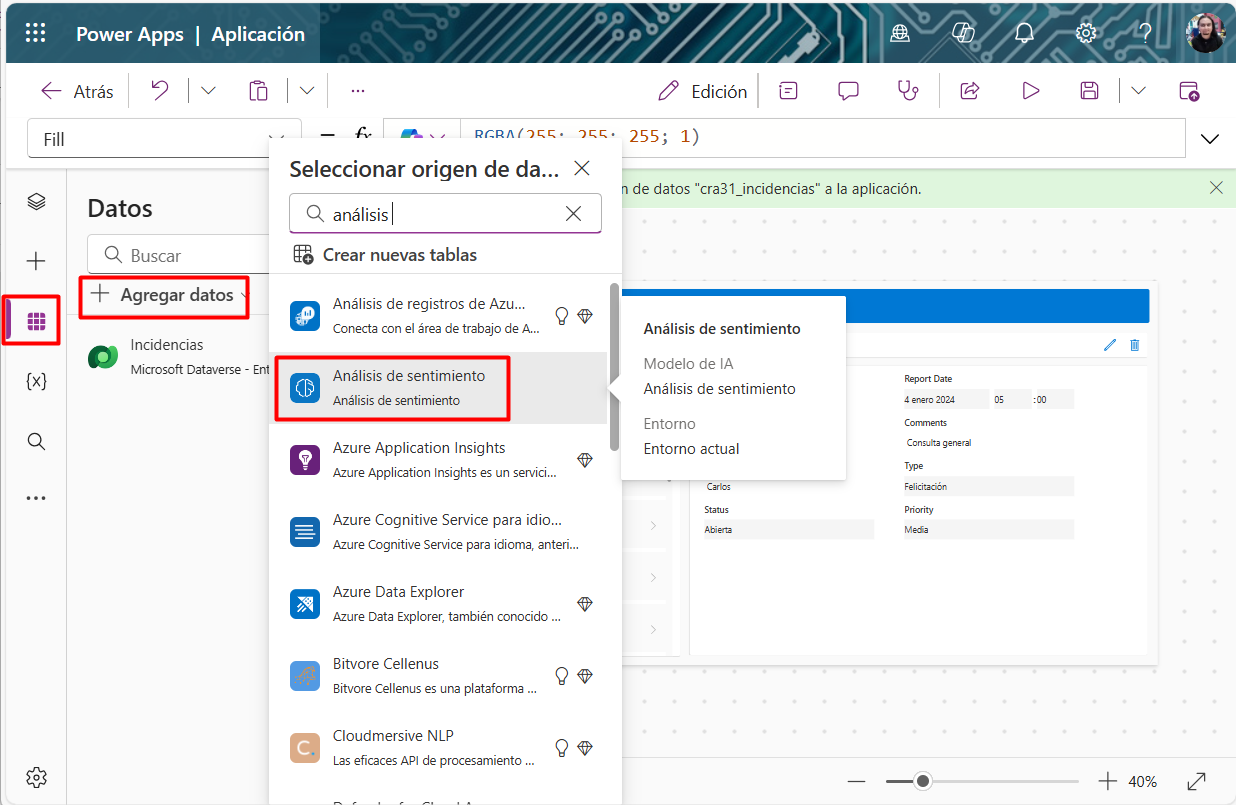 Power Apps | Aplicación
Atrás
...
Edición
Fill
= fx
RGBA(255; 255; 255; 1)
Seleccionar origen de da...
análisis
Crear nuevas tablas
n de datos "cra31_incidencias" a la aplicación.
Datos
Buscar
Agregar datos
Incidencias
Microsoft Dataverse - Ent
{x}
Análisis de registros de Azu...
Conecta con el área de trabajo de A...
Análisis de sentimiento
Análisis de sentimiento
Azure Application Insights
Azure Application Insights es un servici...
Azure Cognitive Service para idio...
Azure Cognitive Service para idioma, anteri...
Azure Data Explorer
Azure Data Explorer, también conocido ...
Bitvore Cellenus
Bitvore Cellenus es una plataforma ...
Cloudmersive NLP
C.
Las eficaces API de procesamiento ...
Análisis de sentimiento
Modelo de IA
Análisis de sentimiento
Entorno
Entorno actual
Report Date
4 enero 2024 05 :00
Comments
Consulta general
Type
Carlos
Felicitación
Status
Priority
Abierta
Media
40%